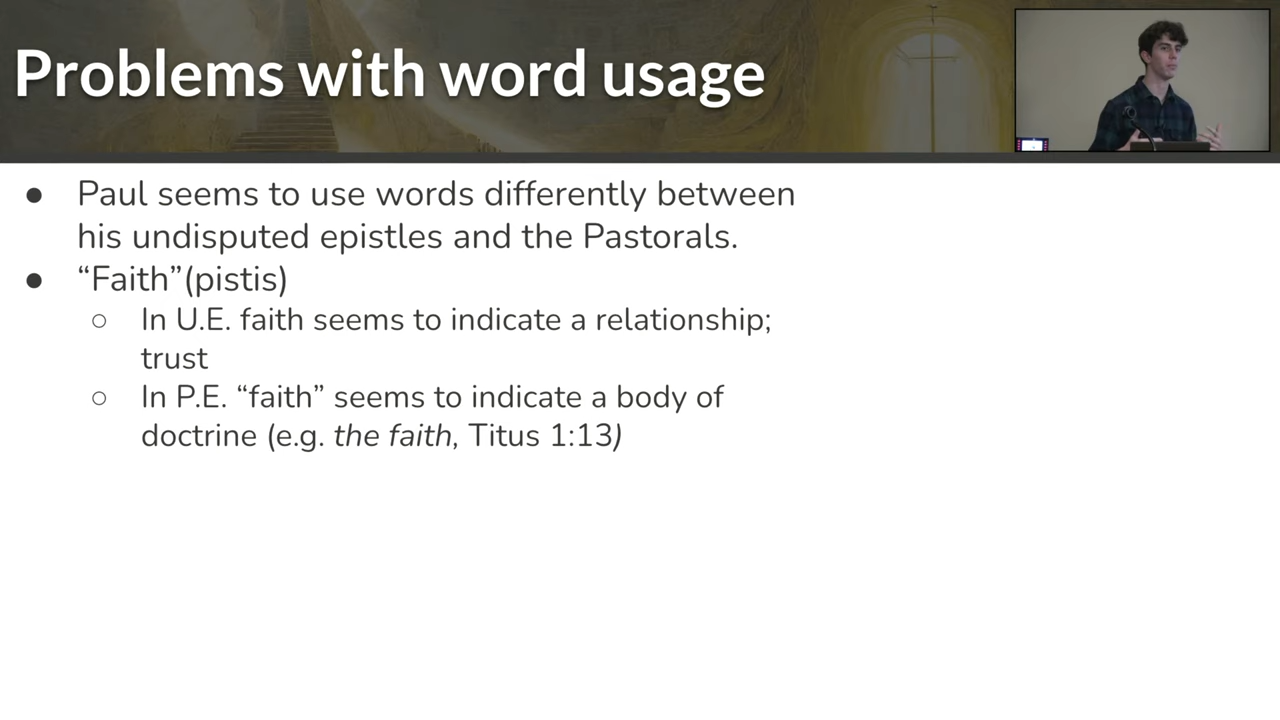 Problems with word usage
● Paul seems to use words differently between
his undisputed epistles and the Pastorals.
● “Faith”(pistis)
○ In U.E. faith seems to indicate a relationship;
trust
○ In P.E. “faith” seems to indicate a body of
doctrine (e.g. the faith, Titus 1:13)